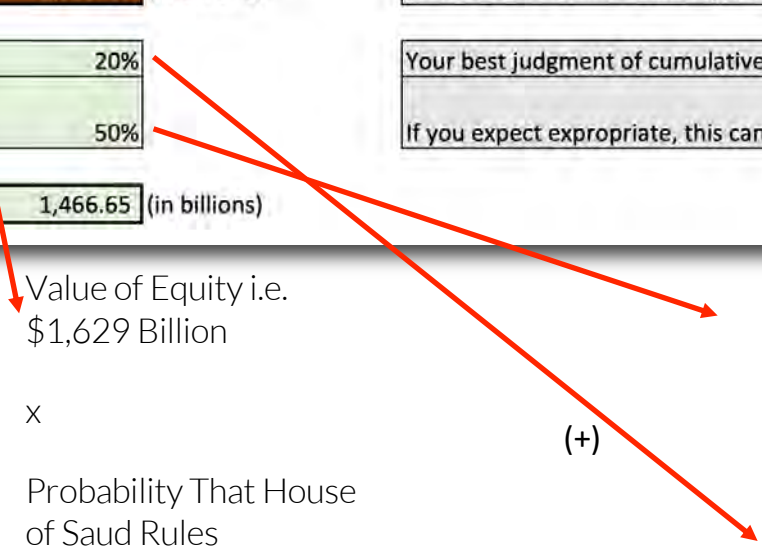 20%
Your best judgment of cumulative
50%
If you expect expropriate, this can
1,466.65 (in billions)
Value of Equity i.e.
$1,629 Billion
x
(+)
Probability That House
of Saud Rules